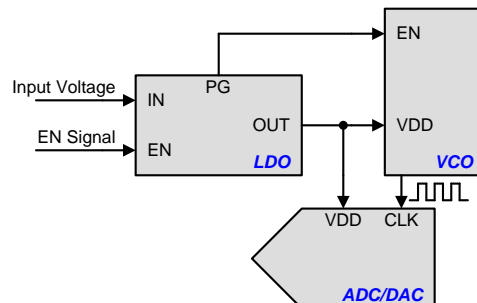 EN
Input Voltage
IN
PG
OUT
VDD
EN Signal
EN
LDO
VCO
VDD
CLK
ADC/DAC